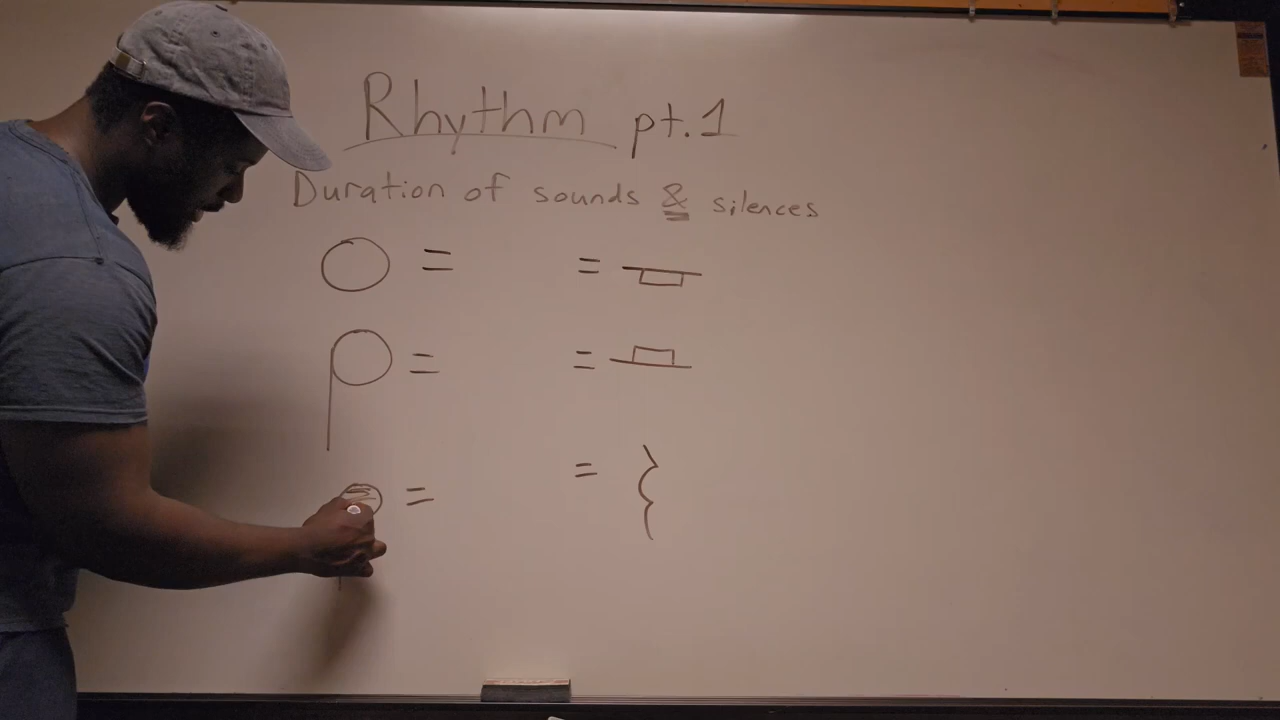 Rhythm pt.1
Duration of sounds & silences
= =
= =
= =